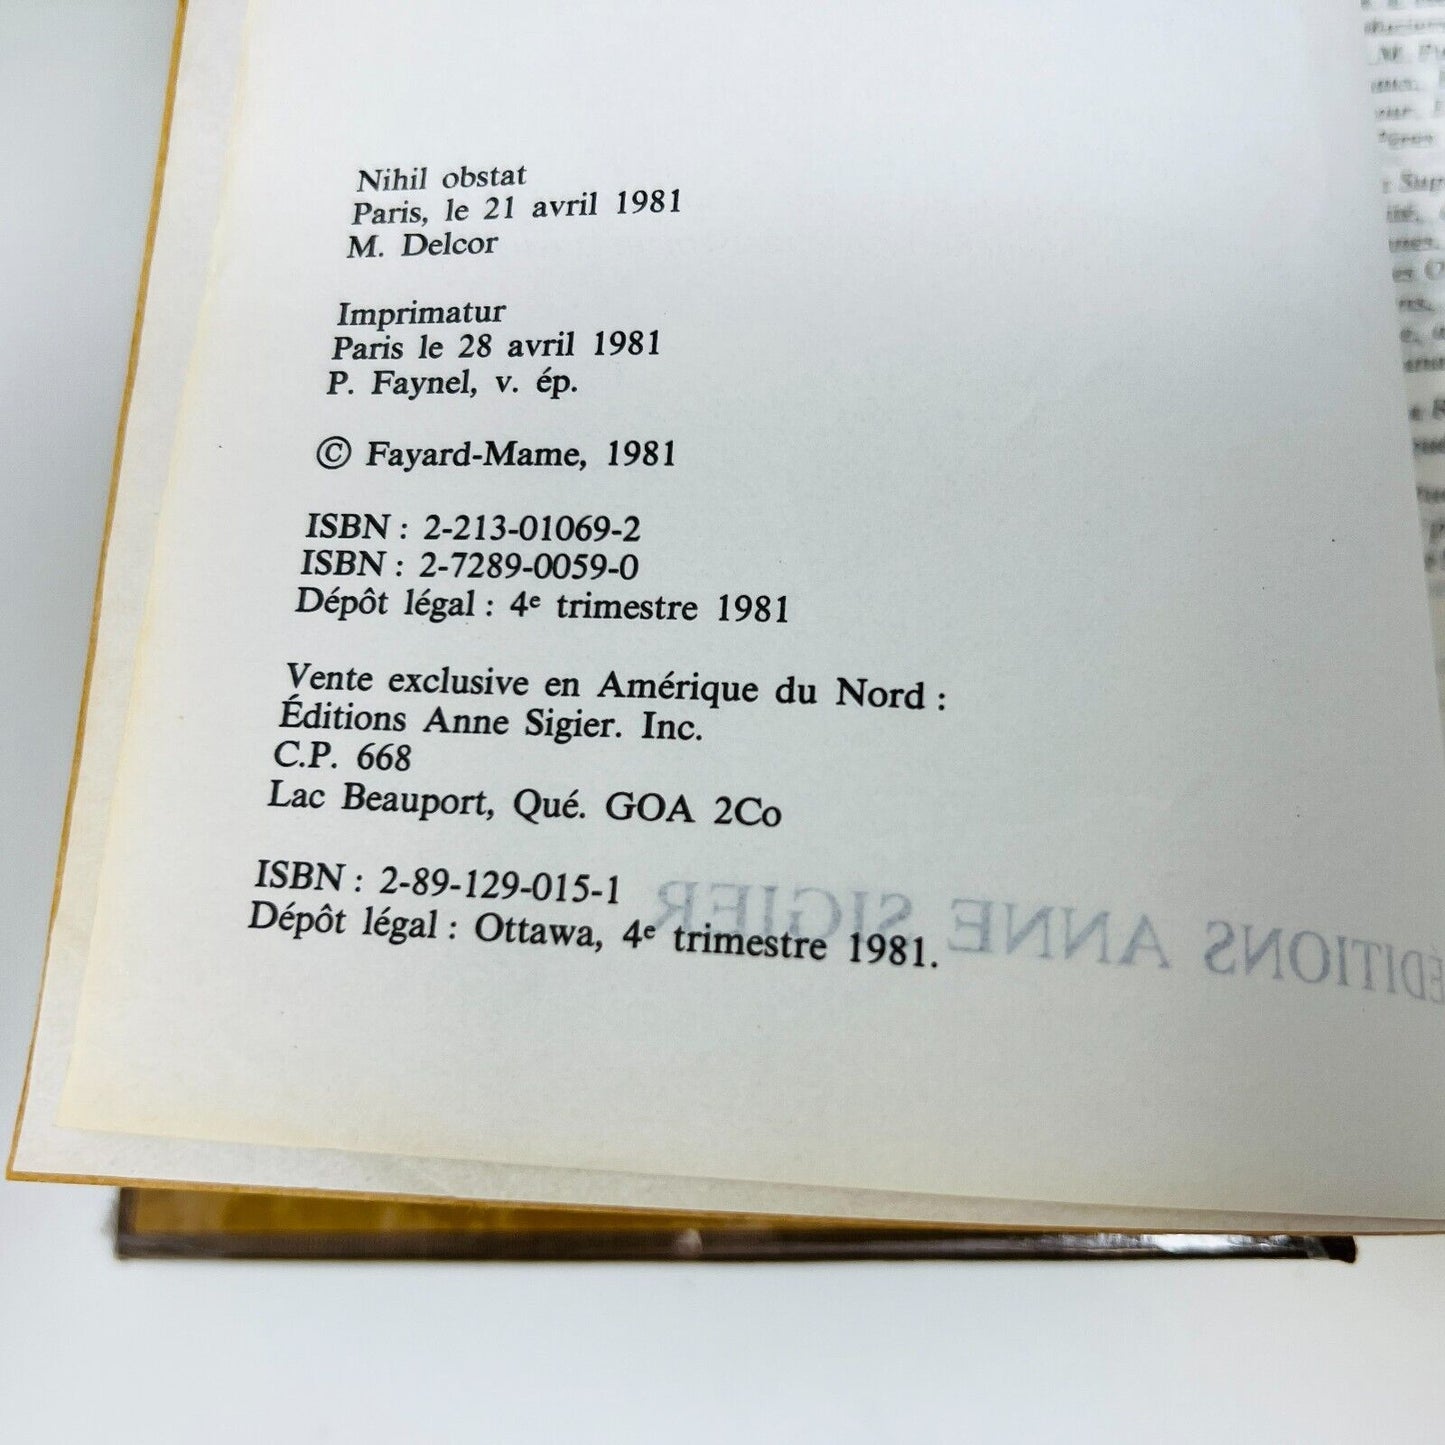 Nihil obstat
Paris, le 21 avril 1981
M. Delcor
Imprimatur
Paris le 28 avril 1981
P. Faynel, v. ép.
© Fayard-Mame, 1981
ISBN : 2-213-01069-2
ISBN : 2-7289-0059-0
Dépôt légal : 4e trimestre 1981
Vente exclusive en Amérique du Nord :
Éditions Anne Sigier. Inc.
C.P. 668
Lac Beauport, Qué. GOA 2Co
ISBN : 2-89-129-015-1
Dépôt légal : Ottawa, 4e trimestre 1981.
ÉDITIONS ANNE SIGIER